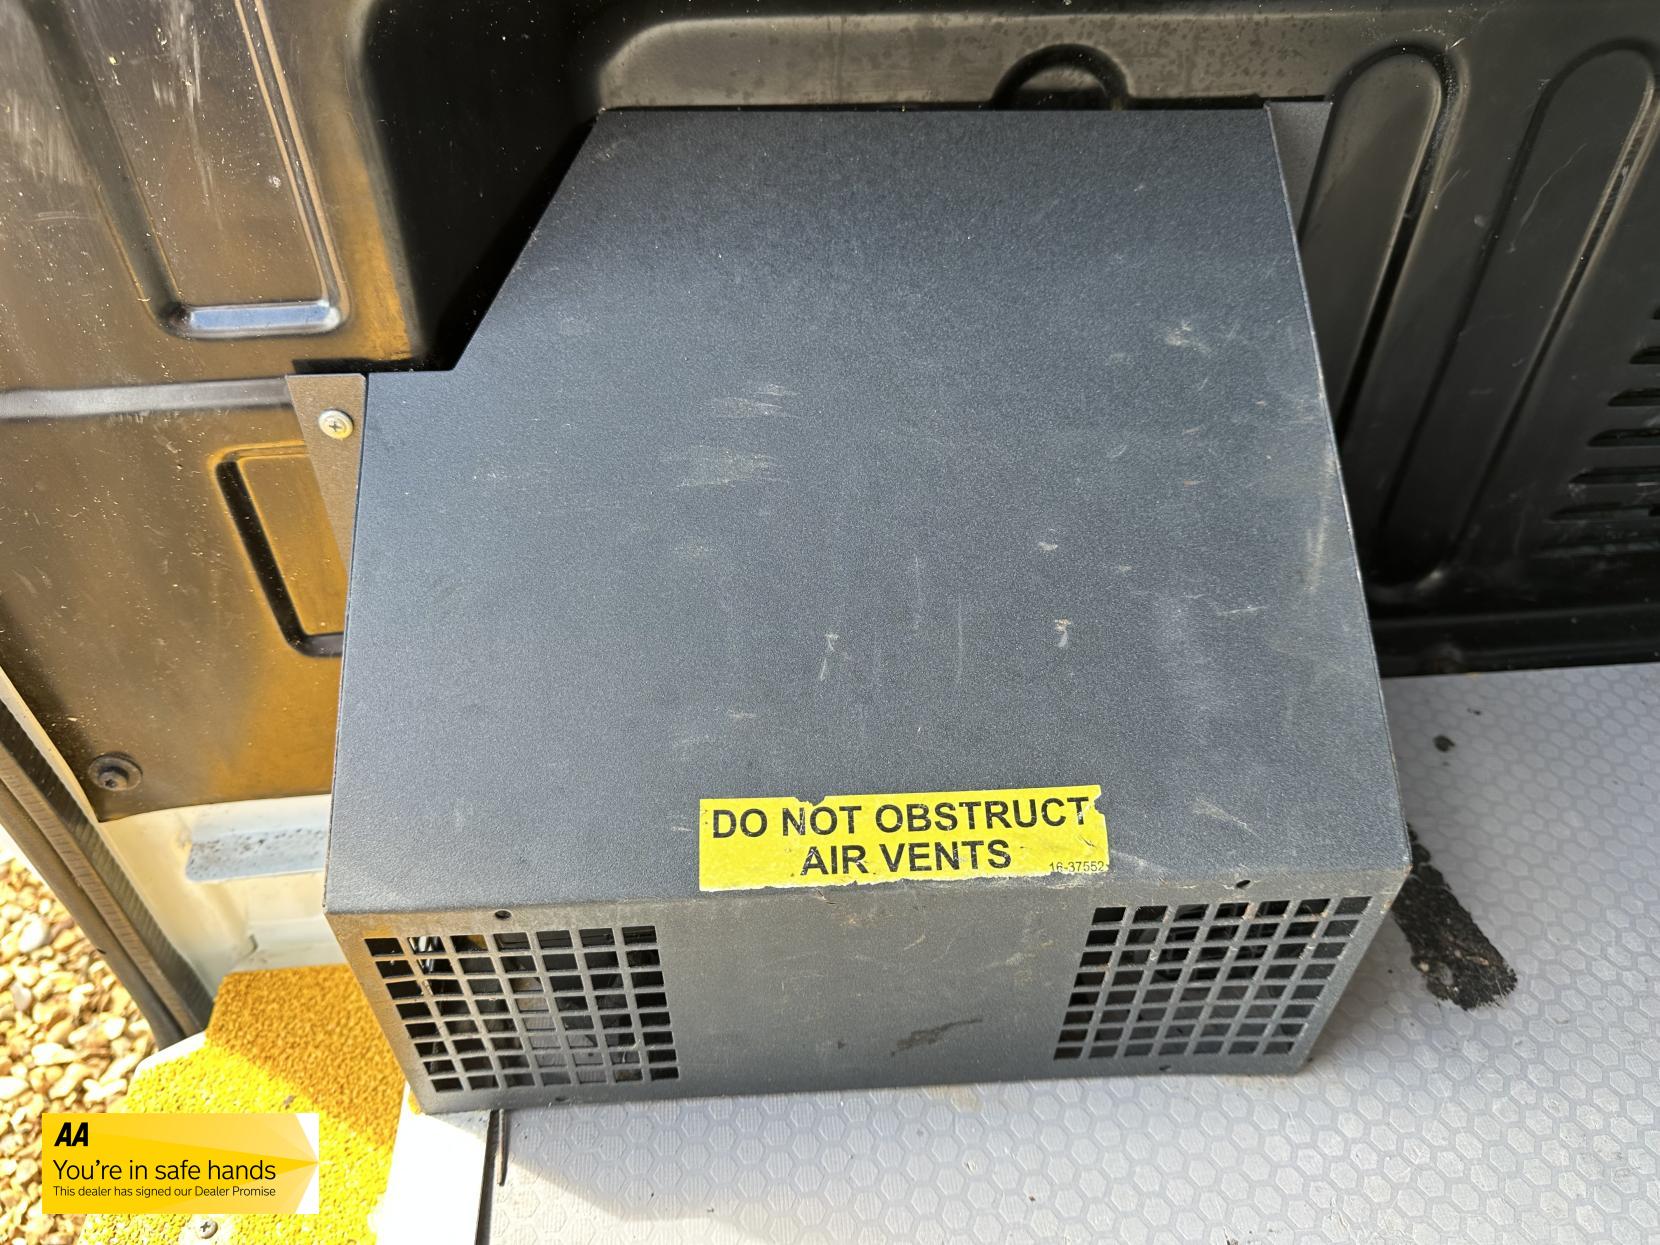 DO NOT OBSTRUCT
AIR VENTS
16-37552
AA
You're in safe hands
This dealer has signed our Dealer Promise